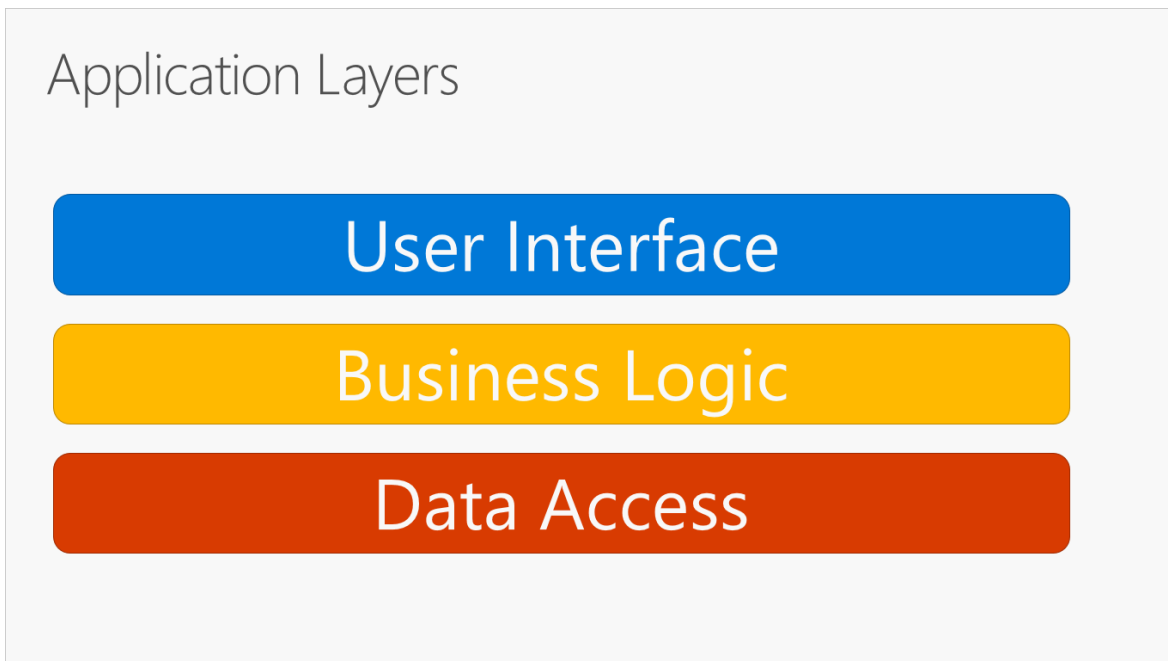 Application Layers
User Interface
Business Logic
Data Access